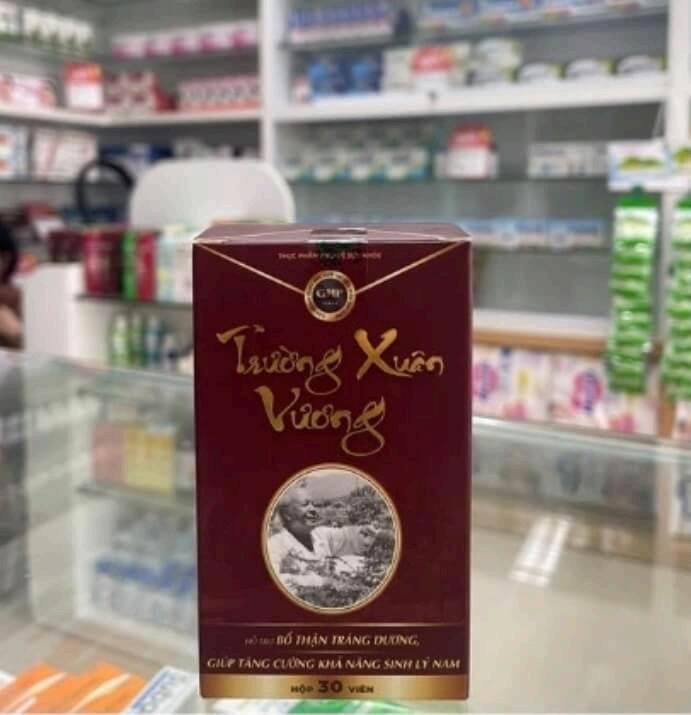 THỰC PHẨM BẢO VỆ SỨC KHỎE
GMP
Trường Xuân
Vương
HỖ TRỢ BỔ THẬN TRÁNG DƯƠNG,
GIÚP TĂNG CƯỜNG KHẢ NĂNG SINH LÝ NAM
HỘP 30 VIÊN